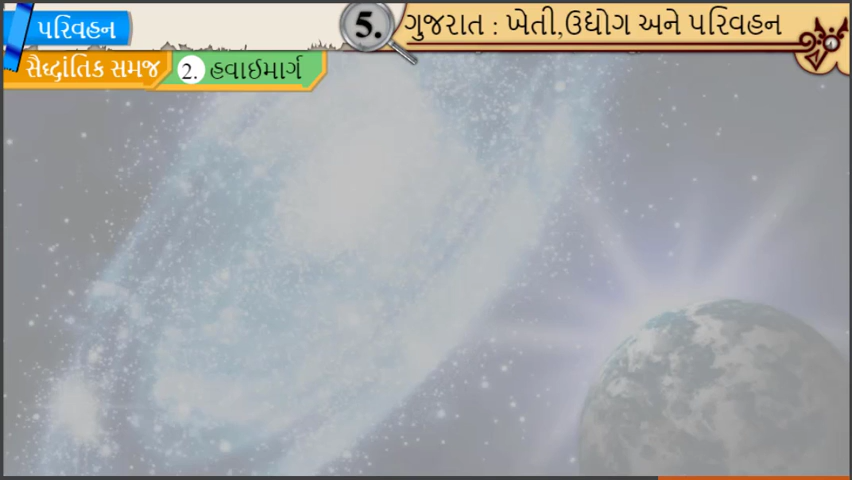 પરિવહન
5. ગુજરાત : ખેતી,ઉદ્યોગ અને પરિવહન
સૈદ્ધાંતિક સમજ
2. હવાઈમાર્ગ